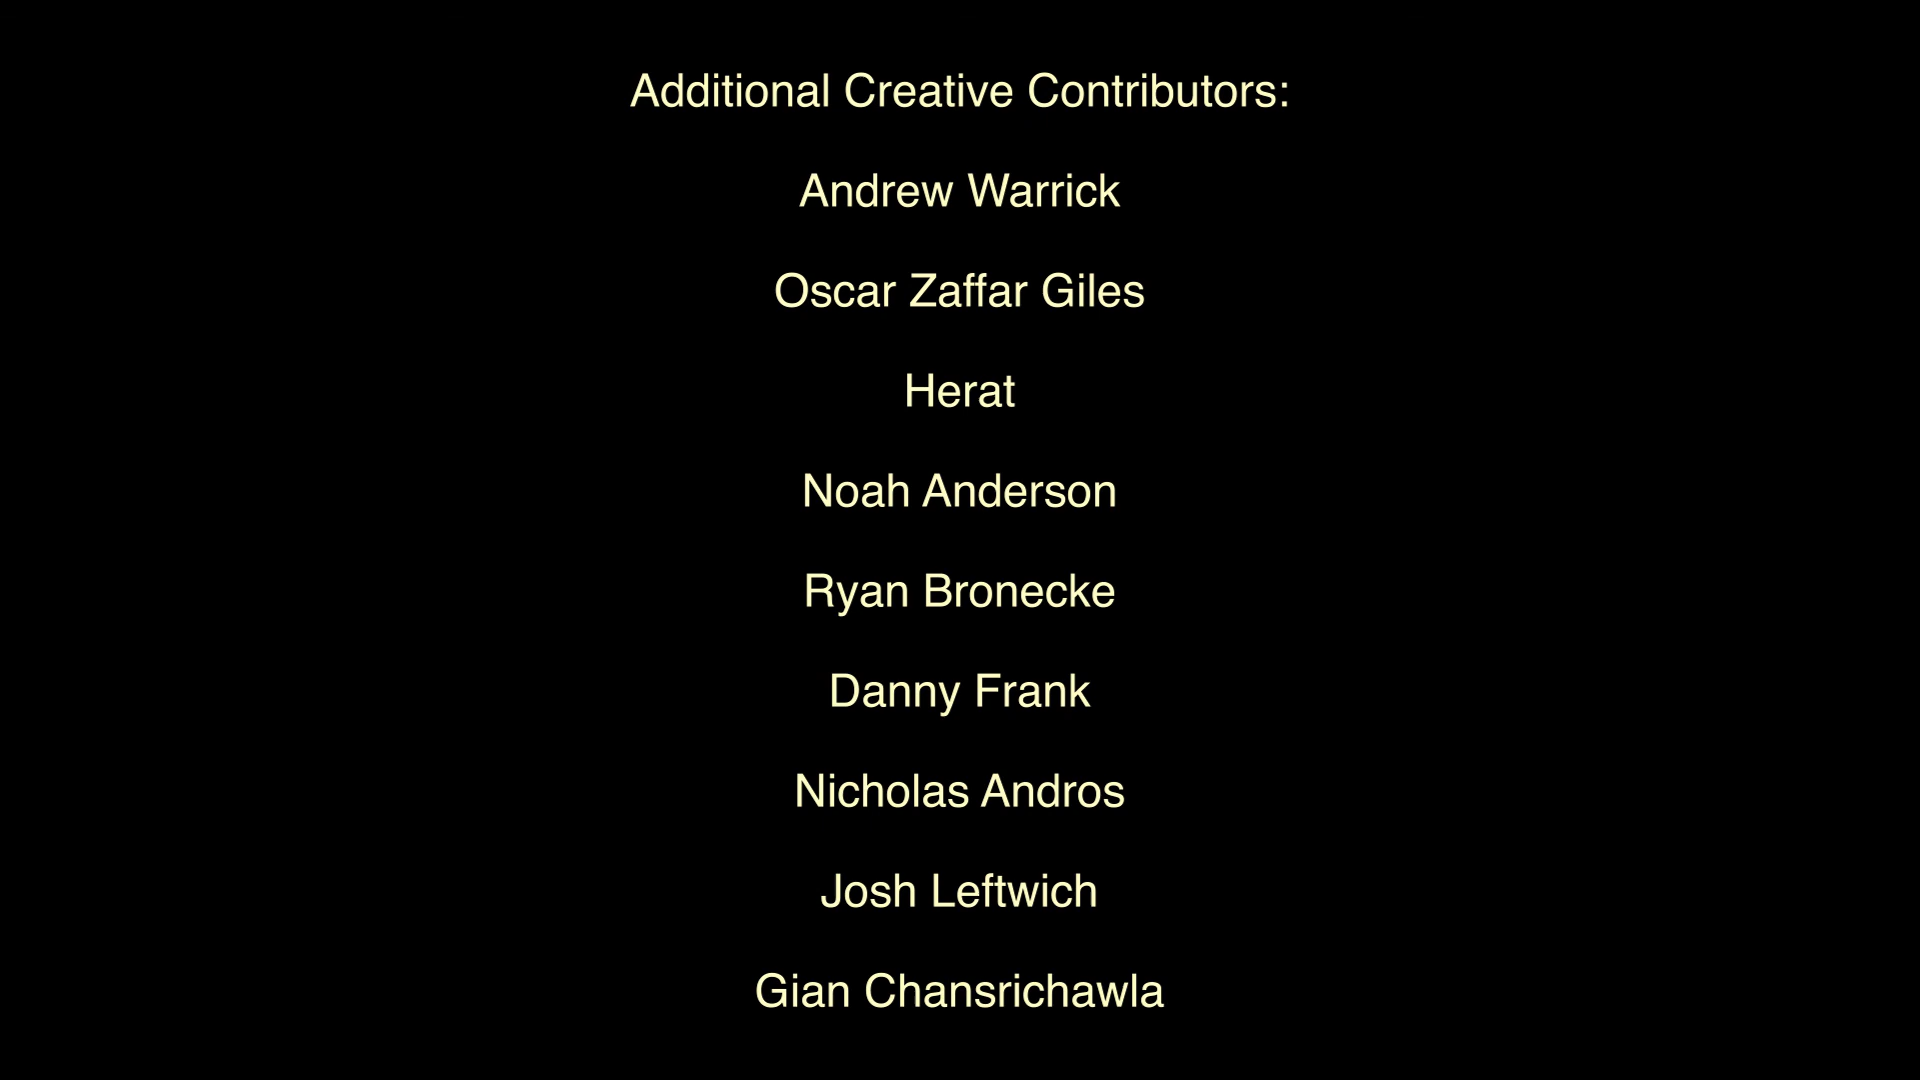 Additional Creative Contributors:
Andrew Warrick
Oscar Zaffar Giles
Herat
Noah Anderson
Ryan Bronecke
Danny Frank
Nicholas Andros
Josh Leftwich
Gian Chansrichawla